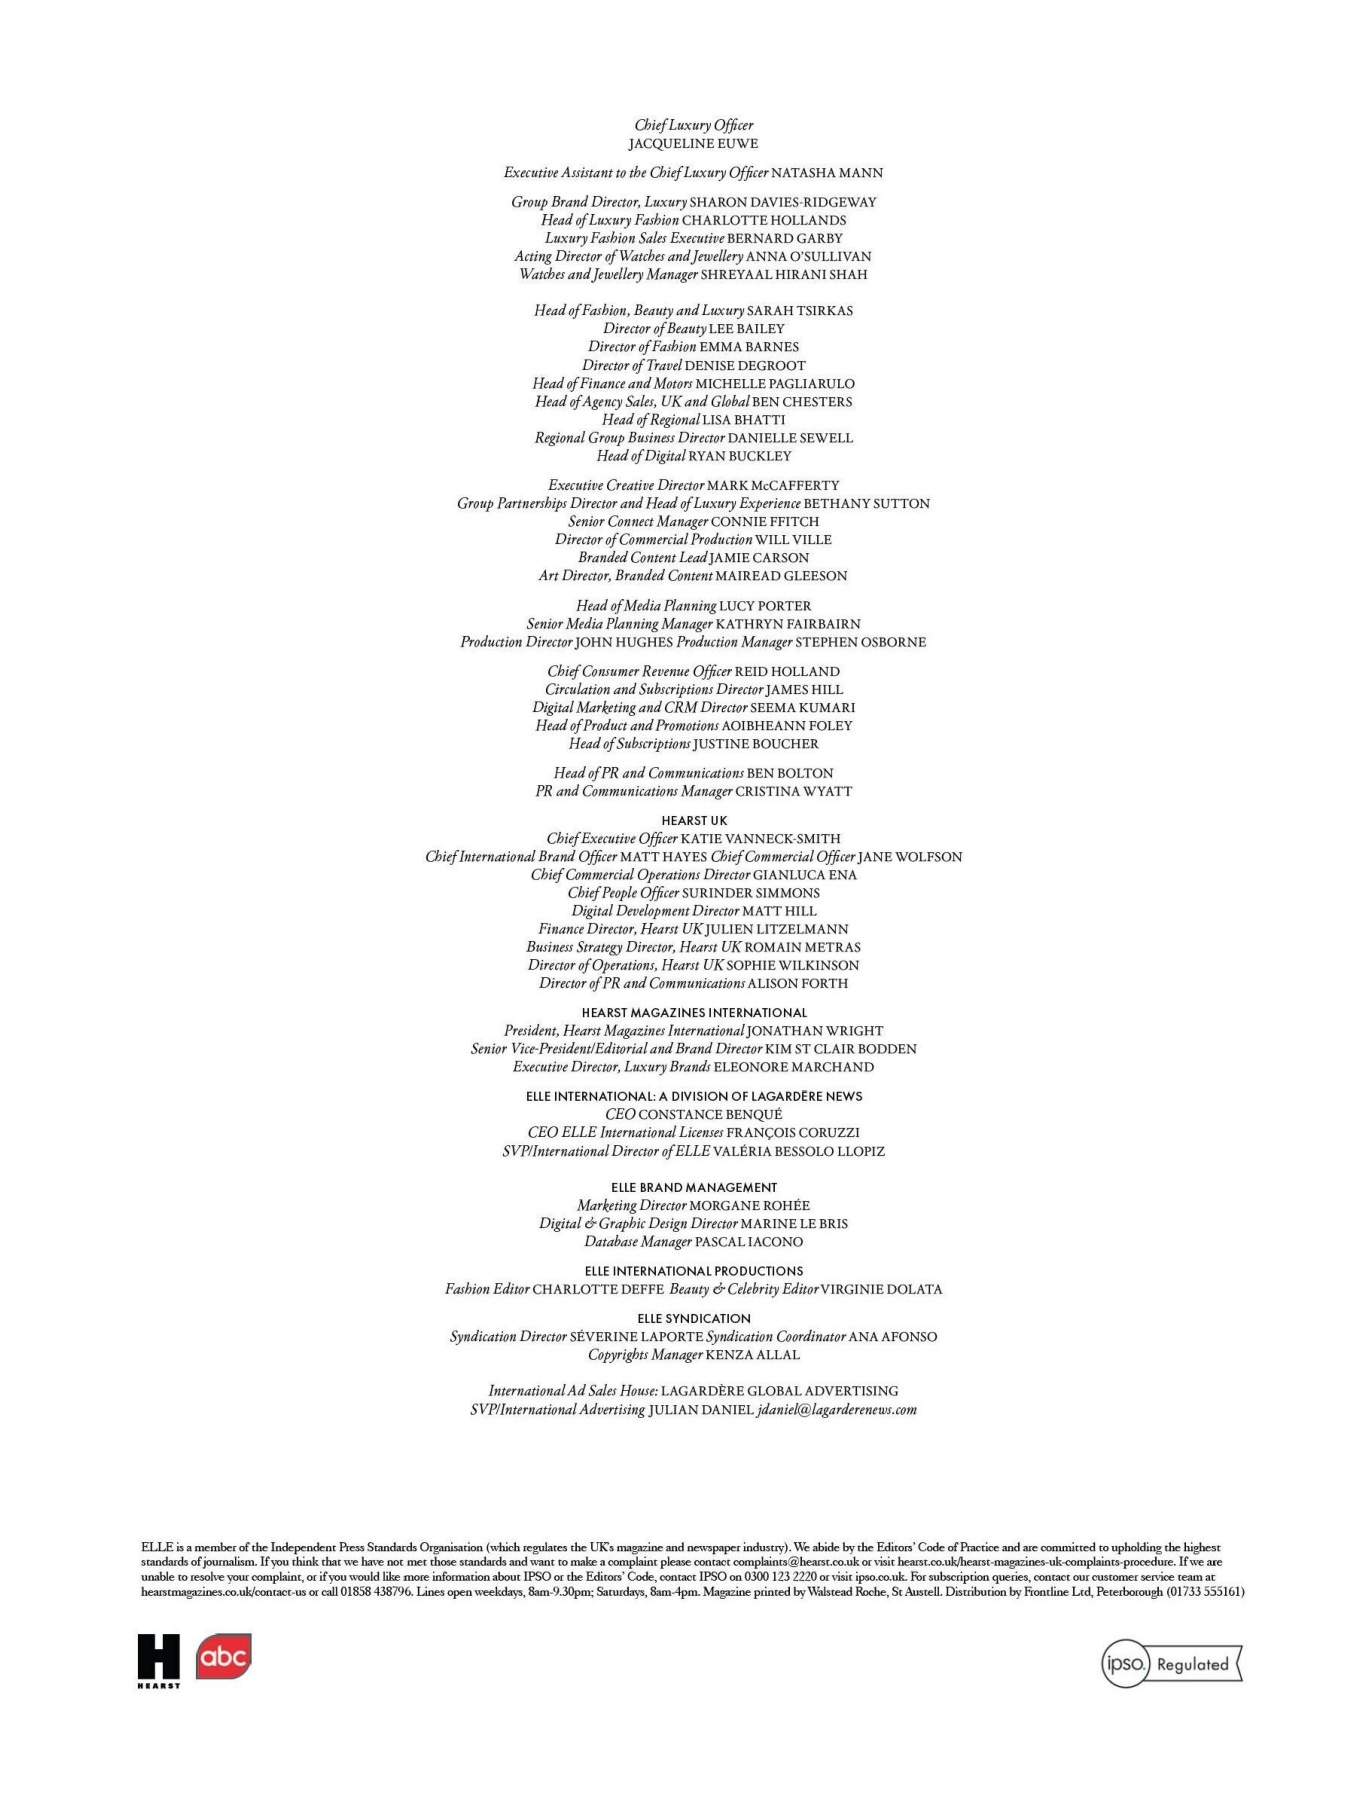 Chief Luxury Officer
JACQUELINE EUWE
Executive Assistant to the Chief Luxury Officer NATASHA MANN
Group Brand Director, Luxury SHARON DAVIES-RIDGEWAY
Head of Luxury Fashion CHARLOTTE HOLLANDS
Luxury Fashion Sales Executive BERNARD GARBY
Acting Director of Watches and Jewellery ANNA O'SULLIVAN
Watches and Jewellery Manager SHREYAAL HIRANI SHAH
Head of Fashion, Beauty and Luxury SARAH TSIRKAS
Director of Beauty LEE BAILEY
Director of Fashion EMMA BARNES
Director of Travel DENISE DEGROOT
Head of Finance and Motors MICHELLE PAGLIARULO
Head of Agency Sales, UK and Global BEN CHESTERS
Head of Regional LISA BHATTI
Regional Group Business Director DANIELLE SEWELL
Head of Digital RYAN BUCKLEY
Executive Creative Director MARK McCAFFERTY
Group Partnerships Director and Head of Luxury Experience BETHANY SUTTON
Senior Connect Manager CONNIE FFITCH
Director of Commercial Production WILL VILLE
Branded Content Lead JAMIE CARSON
Art Director, Branded Content MAIREAD GLEESON
Head of Media Planning LUCY PORTER
Senior Media Planning Manager KATHRYN FAIRBAIRN
Production Director JOHN HUGHES Production Manager STEPHEN OSBORNE
Chief Consumer Revenue Officer REID HOLLAND
Circulation and Subscriptions Director JAMES HILL
Digital Marketing and CRM Director SEEMA KUMARI
Head of Product and Promotions AOIBHEANN FOLEY
Head of Subscriptions JUSTINE BOUCHER
Head of PR and Communications BEN BOLTON
PR and Communications Manager CRISTINA WYATT
HEARST UK
Chief Executive Officer KATIE VANNECK-SMITH
Chief International Brand Officer MATT HAYES Chief Commercial Officer JANE WOLFSON
Chief Commercial Operations Director GIANLUCA ENA
Chief People Officer SURINDER SIMMONS
Digital Development Director MATT HILL
Finance Director, Hearst UK JULIEN LITZELMANN
Business Strategy Director, Hearst UK ROMAIN METRAS
Director of Operations, Hearst UK SOPHIE WILKINSON
Director of PR and Communications ALISON FORTH
HEARST MAGAZINES INTERNATIONAL
President, Hearst Magazines International JONATHAN WRIGHT
Senior Vice-President/Editorial and Brand Director KIM ST CLAIR BODDEN
Executive Director, Luxury Brands ELEONORE MARCHAND
ELLE INTERNATIONAL: A DIVISION OF LAGARDĒRE NEWS
CEO CONSTANCE BENQUÉ
CEO ELLE International Licenses FRANÇOIS CORUZZI
SVP/International Director of ELLE VALÉRIA BESSOLO LLOPIZ
ELLE BRAND MANAGEMENT
Marketing Director MORGANE ROHÉE
Digital & Graphic Design Director MARINE LE BRIS
Database Manager PASCAL IACONO
ELLE INTERNATIONAL PRODUCTIONS
Fashion Editor CHARLOTTE DEFFE Beauty & Celebrity Editor VIRGINIE DOLATA
ELLE SYNDICATION
Syndication Director SÉVERINE LAPORTE Syndication Coordinator ANA AFONSO
Copyrights Manager KENZA ALLAL
International Ad Sales House: LAGARDÈRE GLOBAL ADVERTISING
SVP/International Advertising JULIAN DANIEL jdaniel@lagarderenews.com
ELLE is a member of the Independent Press Standards Organisation (which regulates the UK's magazine and newspaper industry). We abide by the Editors' Code of Practice and are committed to upholding the highest
standards of journalism. If you think that we have not met those standards and want to make a complaint please contact complaints@hearst.co.uk or visit hearst.co.uk/hearst-magazines-uk-complaints-procedure. If we are
unable to resolve your complaint, or if you would like more information about IPSO or the Editors' Code, contact IPSO on 0300 123 2220 or visit ipso.co.uk. For subscription queries, contact our customer service team at
hearstmagazines.co.uk/contact-us or call 01858 438796. Lines open weekdays, 8am-9.30pm; Saturdays, 8am-4pm. Magazine printed by Walstead Roche, St Austell. Distribution by Frontline Ltd, Peterborough (01733 555161)
H
HEARST
abc
ipso. Regulated